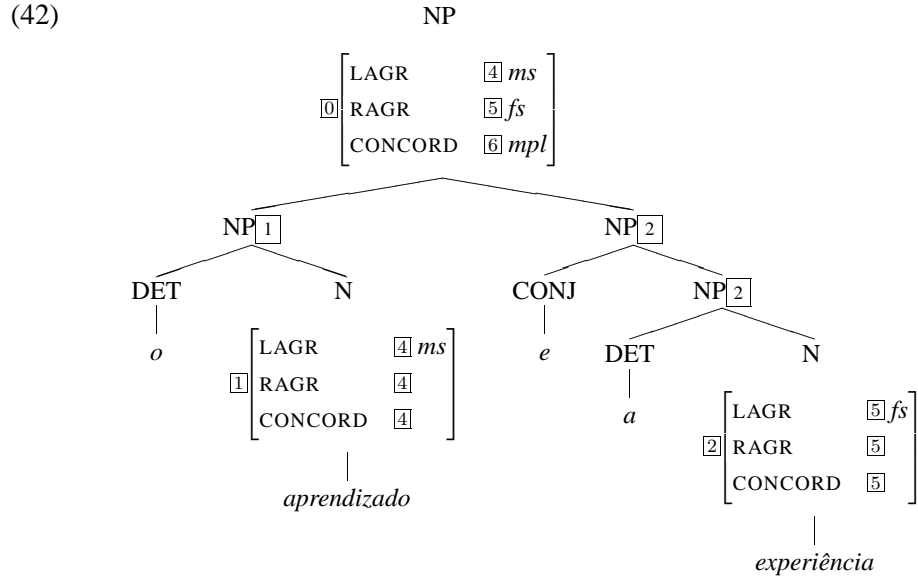 (42) NP
LAGR 4 ms
0 RAGR 5 fs
CONCORD 6 mpl
NP 1 NP 2
DET N CONJ NP 2
o e DET N
LAGR 4 ms
1 RAGR 4
CONCORD 4
a
LAGR 5 fs
2 RAGR 5
CONCORD 5
aprendizado
experiência